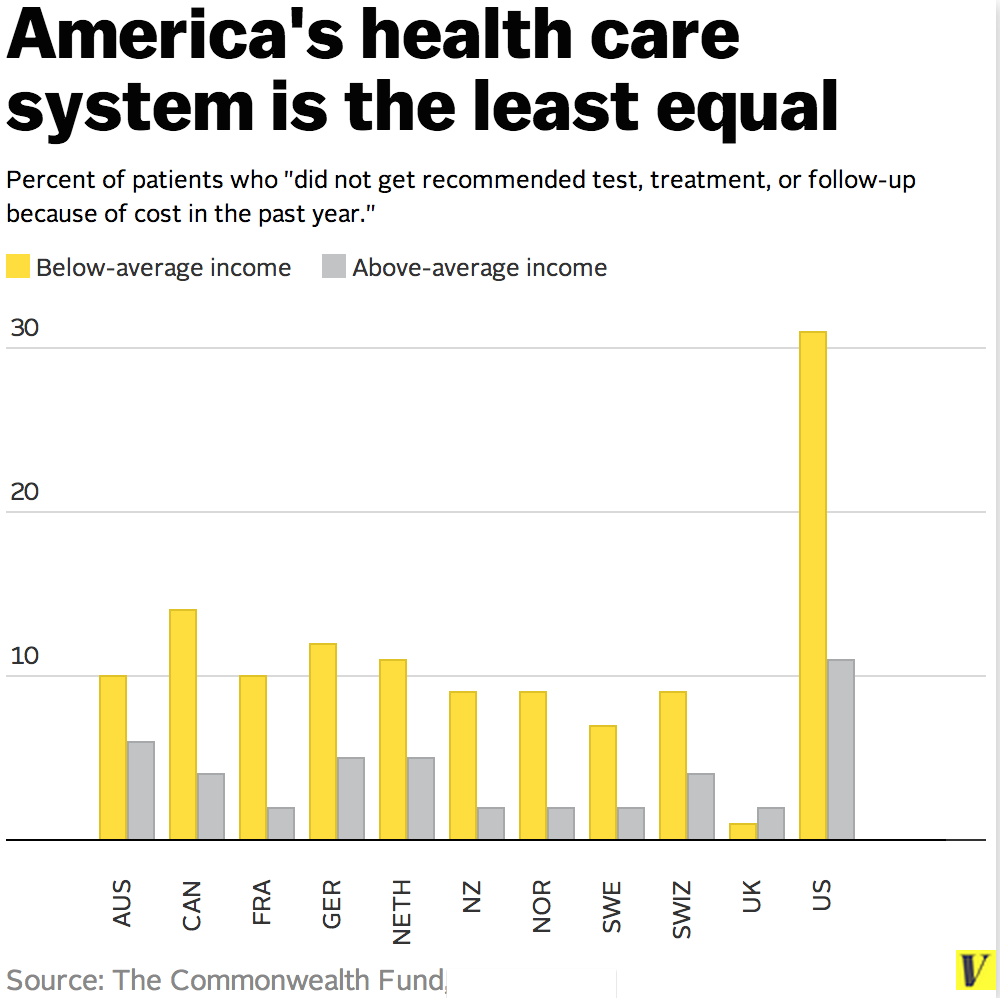 America's health care
system is the least equal
Percent of patients who "did not get recommended test, treatment, or follow-up
because of cost in the past year."
Below-average income Above-average income
30
20
10
AUS CAN FRA GER NETH NZ NOR SWE SWIZ UK US
Source: The Commonwealth Fund,
V